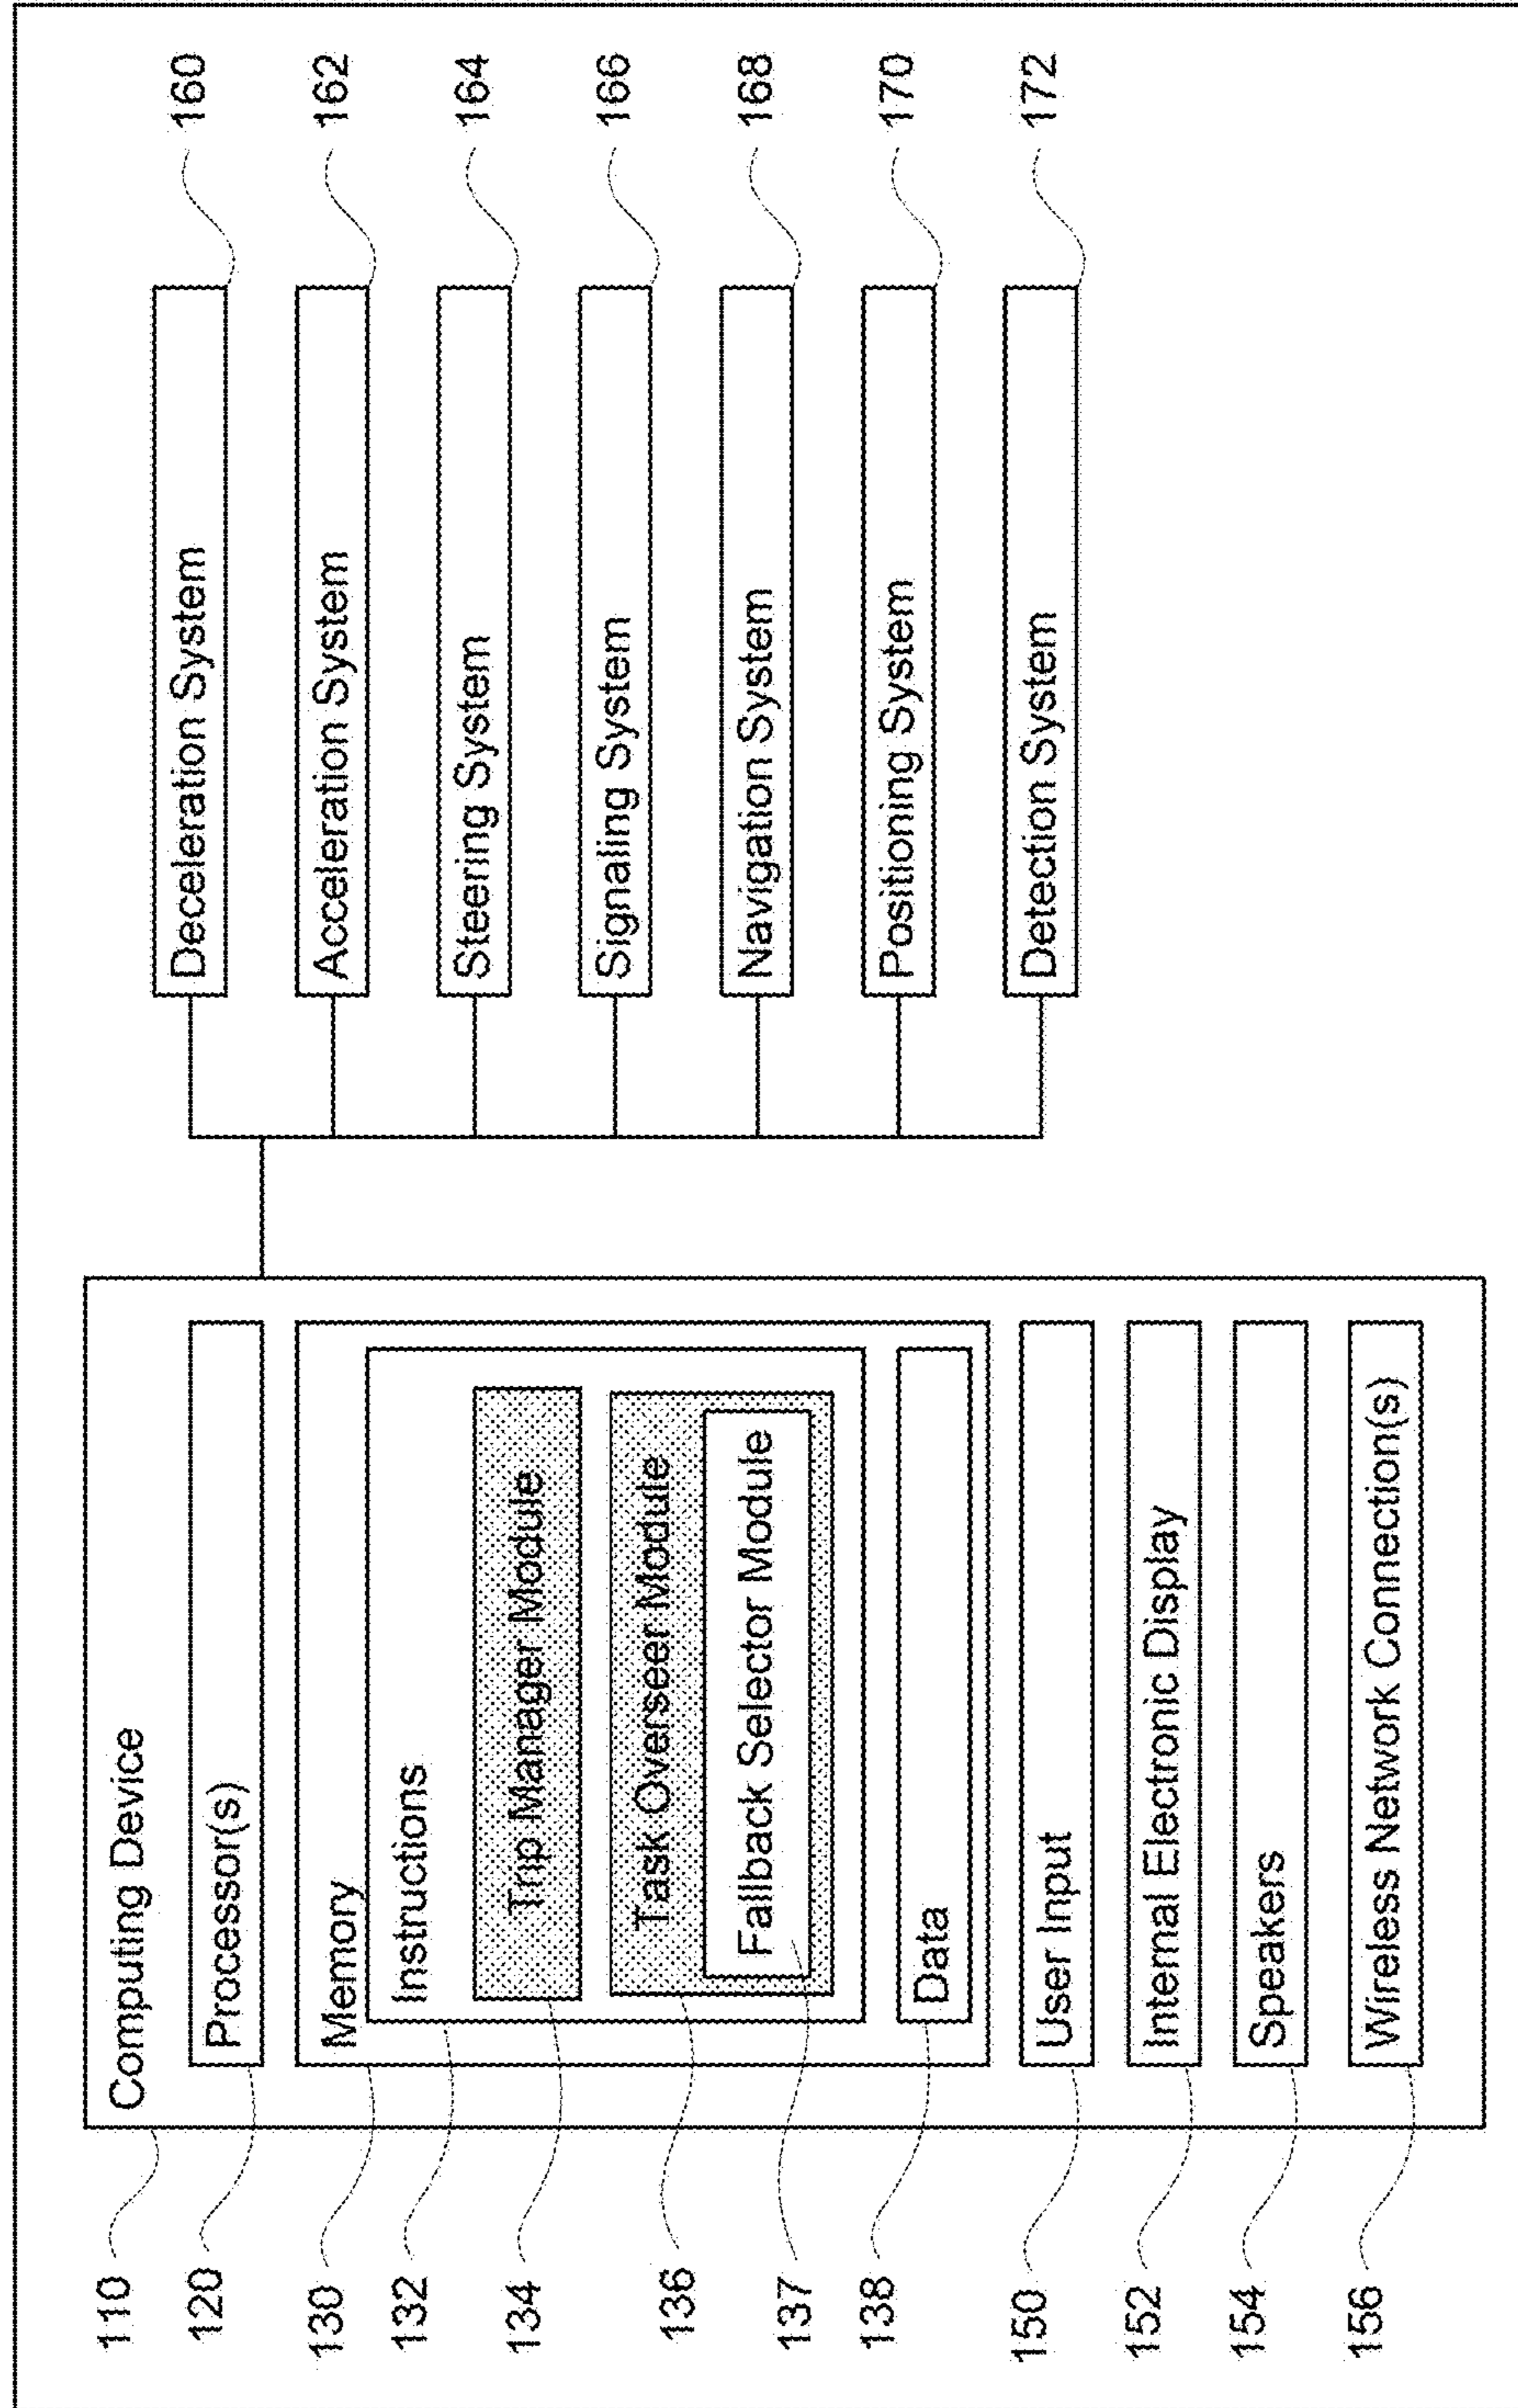 110
Computing Device
120
Processor(s)
130
Memory
132
Instructions
134
Trip Manager Module
136
Task Overseer Module
137
Fallback Selector Module
138
Data
150
User Input
152
Internal Electronic Display
154
Speakers
156
Wireless Network Connection(s)
Deceleration System
160
Acceleration System
162
Steering System
164
Signaling System
166
Navigation System
168
Positioning System
170
Detection System
172